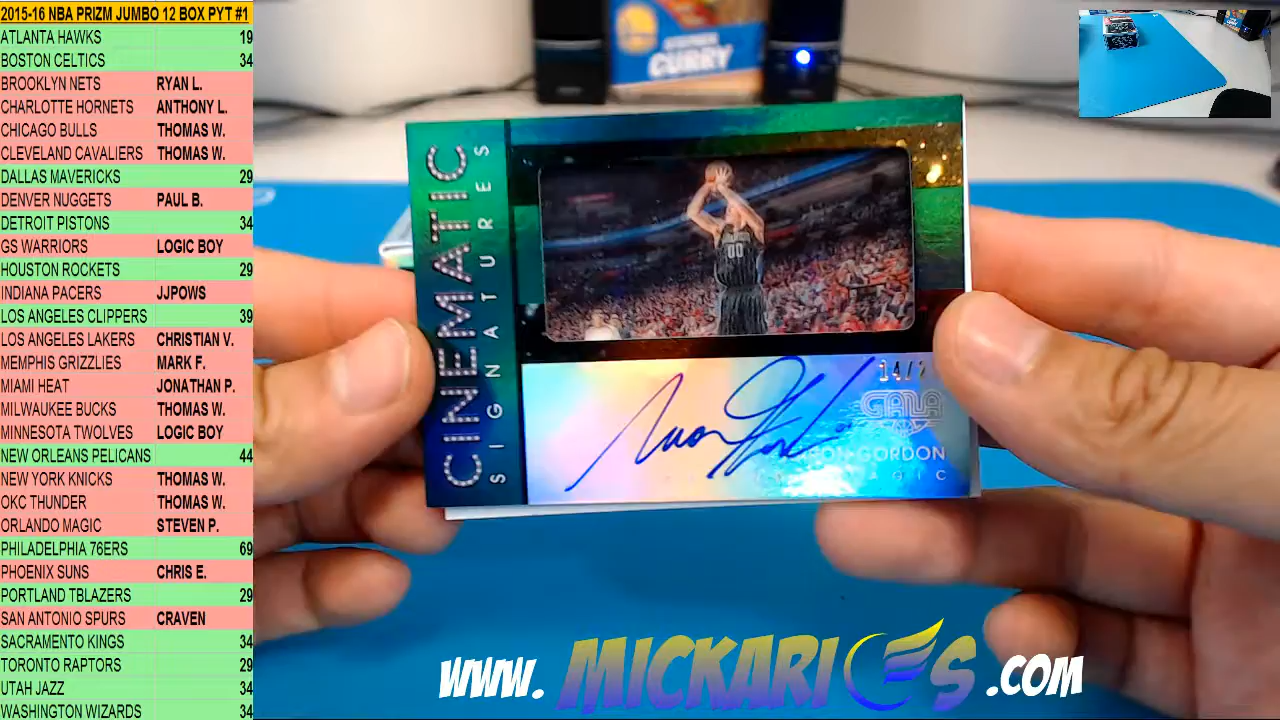 2015-16 NBA PRIZM JUMBO 12 BOX PYT #1
ATLANTA HAWKS 19
BOSTON CELTICS 34
BROOKLYN NETS RYAN L.
CHARLOTTE HORNETS ANTHONY L.
CHICAGO BULLS THOMAS W.
CLEVELAND CAVALIERS THOMAS W.
DALLAS MAVERICKS 29
DENVER NUGGETS PAUL B.
DETROIT PISTONS 34
GS WARRIORS LOGIC BOY
HOUSTON ROCKETS 29
INDIANA PACERS JJPOWS
LOS ANGELES CLIPPERS 39
LOS ANGELES LAKERS CHRISTIAN V.
MEMPHIS GRIZZLIES MARK F.
MIAMI HEAT JONATHAN P.
MILWAUKEE BUCKS THOMAS W.
MINNESOTA TWOLVES LOGIC BOY
NEW ORLEANS PELICANS 44
NEW YORK KNICKS THOMAS W.
OKC THUNDER THOMAS W.
ORLANDO MAGIC STEVEN P.
PHILADELPHIA 76ERS 69
PHOENIX SUNS CHRIS E.
PORTLAND TBLAZERS 29
SAN ANTONIO SPURS CRAVEN
SACRAMENTO KINGS 34
TORONTO RAPTORS 29
UTAH JAZZ 34
WASHINGTON WIZARDS 34
CURRY
CINEMATIC
SIGNATURES
00
14/2
GALA
GORDON
www.MICKARIES.com